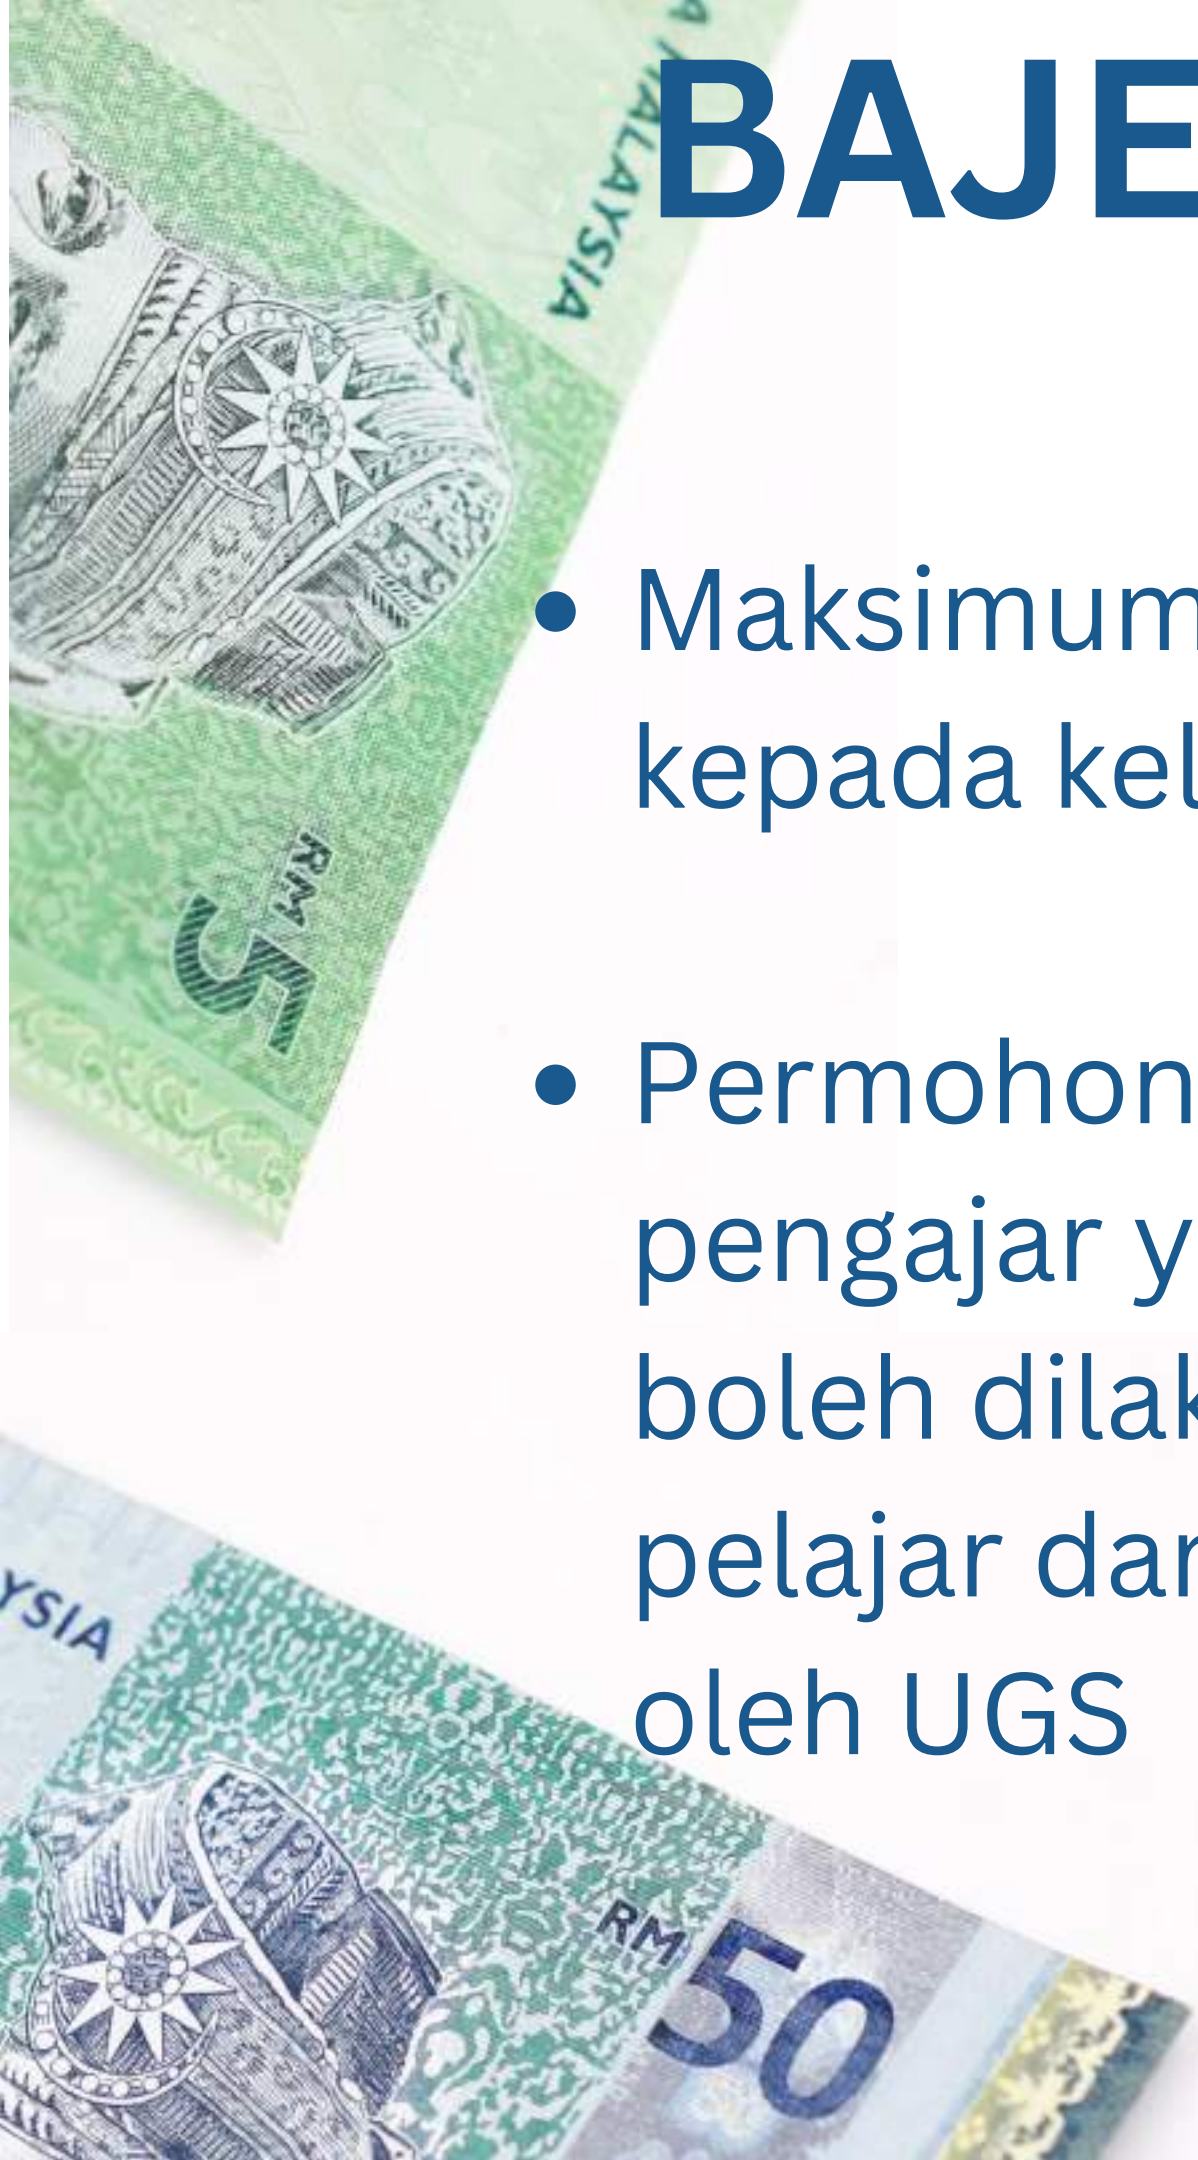 BAJE
A MALAYSIA
• Maksimum
kepada kel
RM
5
• Permohon
pengajar y
boleh dilak
pelajar dar
oleh UGS
YSIA
RM
50